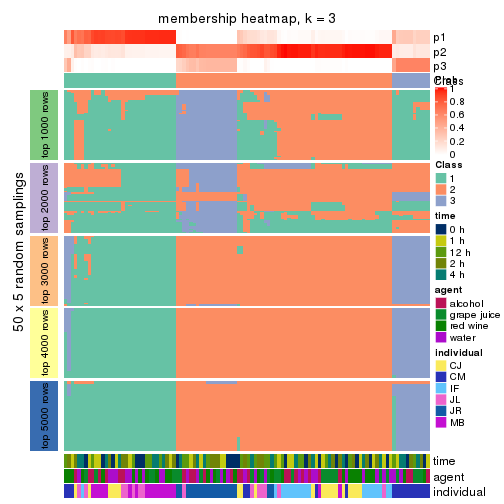 membership heatmap, k = 3
p1
p2
p3
Class
Class
1
0.8
0.6
0.4
0.2
0
50 x 5 random samplings
top 1000 rows
top 2000 rows
top 3000 rows
top 4000 rows
top 5000 rows
Class
1
2
3
time
0 h
1 h
12 h
2 h
4 h
agent
alcohol
grape juice
red wine
water
individual
CJ
CM
IF
JL
JR
MB
time
agent
individual